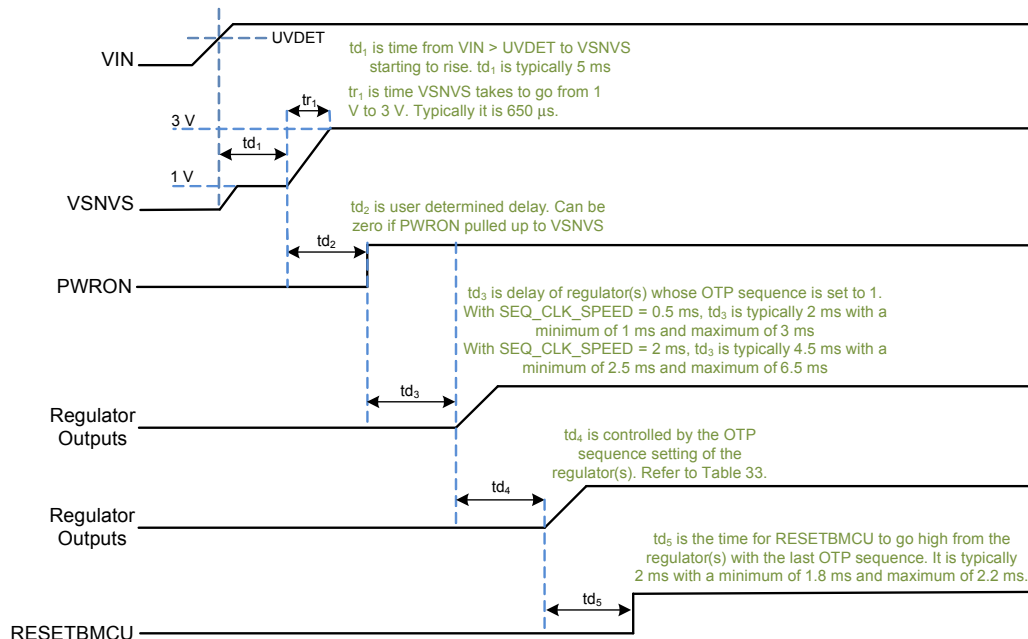 UVDET
VIN
td1 is time from VIN > UVDET to VSNVS
starting to rise. td1 is typically 5 ms
tr1 is time VSNVS takes to go from 1
V to 3 V. Typically it is 650 µs.
tr1
3 V
td1
1 V
VSNVS
td2 is user determined delay. Can be
zero if PWRON pulled up to VSNVS
td2
PWRON
td3 is delay of regulator(s) whose OTP sequence is set to 1.
With SEQ_CLK_SPEED = 0.5 ms, td3 is typically 2 ms with a
minimum of 1 ms and maximum of 3 ms
With SEQ_CLK_SPEED = 2 ms, td3 is typically 4.5 ms with a
minimum of 2.5 ms and maximum of 6.5 ms
td3
Regulator
Outputs
td4 is controlled by the OTP
sequence setting of the
regulator(s). Refer to Table 33.
td4
Regulator
Outputs
td5 is the time for RESETBMCU to go high from the
regulator(s) with the last OTP sequence. It is typically
2 ms with a minimum of 1.8 ms and maximum of 2.2 ms.
td5
RESETBMCU